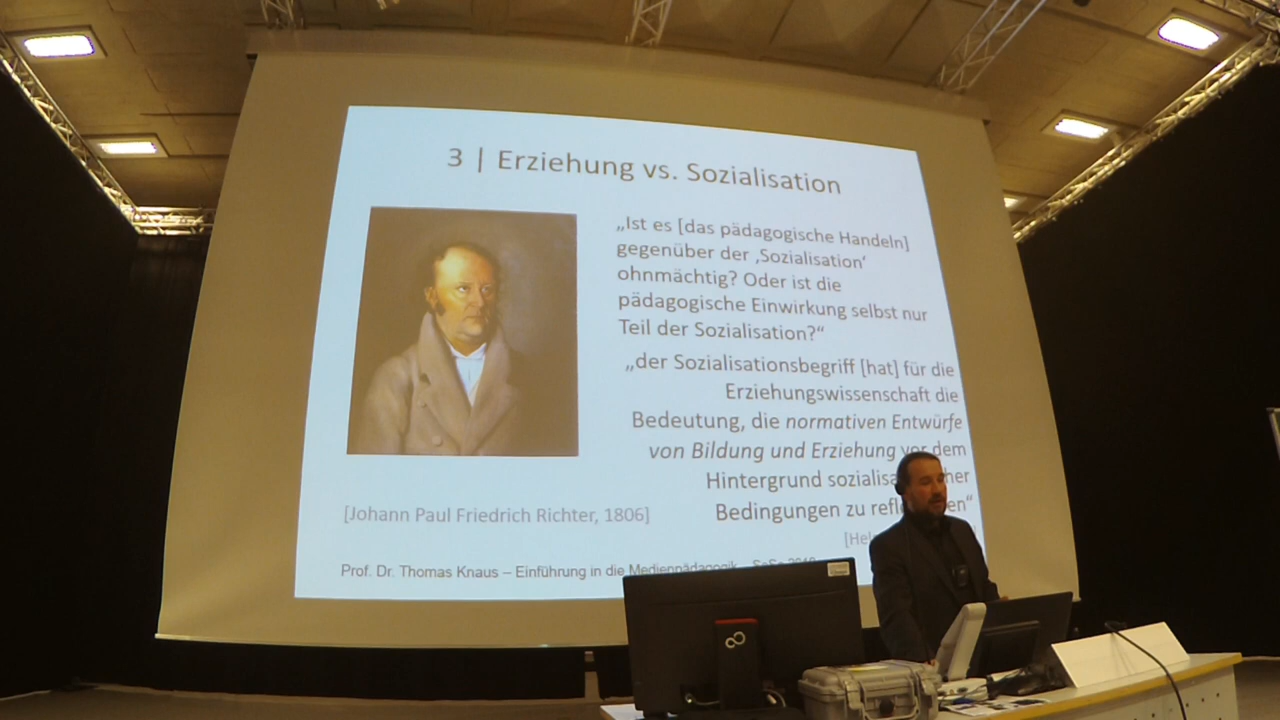 3 | Erziehung vs. Sozialisation
„Ist es [das pädagogische Handeln]
gegenüber der ‚Sozialisation‘
ohnmächtig? Oder ist die
pädagogische Einwirkung selbst nur
Teil der Sozialisation?“
„der Sozialisationsbegriff [hat] für die
Erziehungswissenschaft die
Bedeutung, die normativen Entwürfe
von Bildung und Erziehung vor dem
Hintergrund
Bedingungen zu
[Johann Paul Friedrich Richter, 1806]
Prof. Dr. Thomas Knaus – Einführung in die Medienpädagogik – SoSe